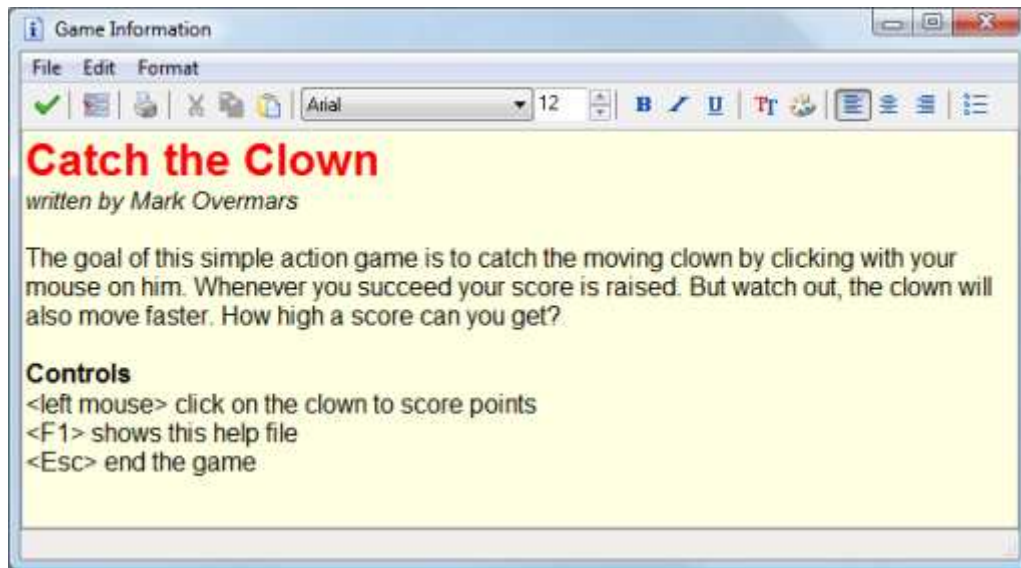 Game Information
File Edit Format
Arial 12 B I U Tr
Catch the Clown
written by Mark Overmars
The goal of this simple action game is to catch the moving clown by clicking with your
mouse on him. Whenever you succeed your score is raised. But watch out, the clown will
also move faster. How high a score can you get?
Controls
<left mouse> click on the clown to score points
<F1> shows this help file
<Esc> end the game